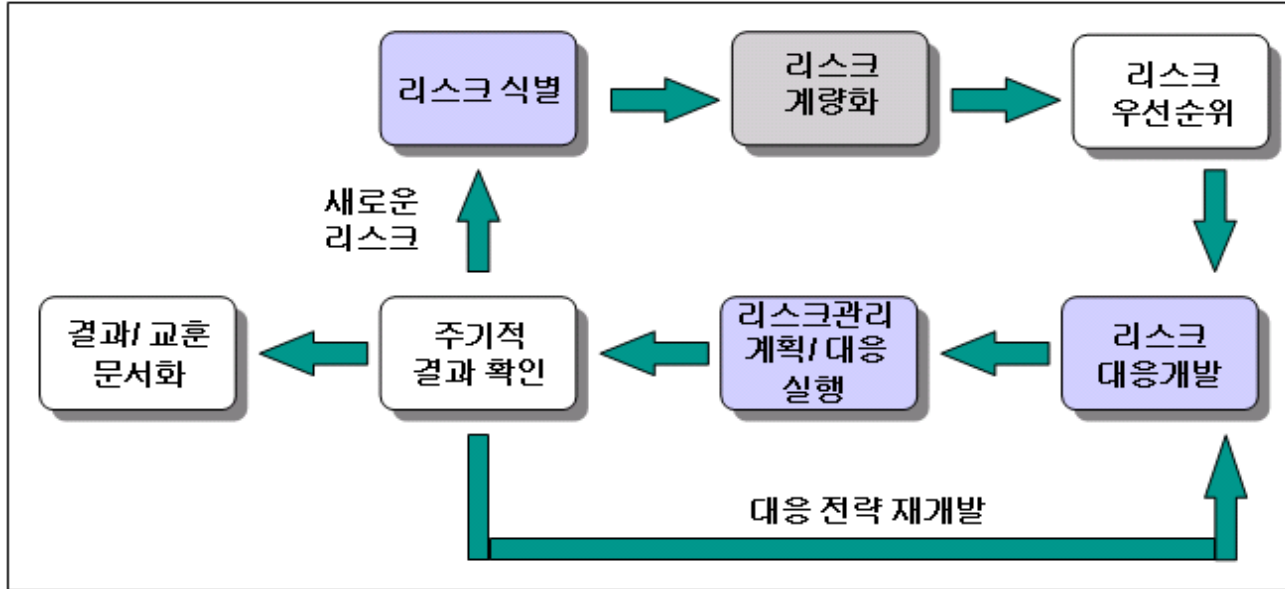 리스크 식별
리스크
계량화
리스크
우선순위
새로운
리스크
결과/ 교훈
문서화
주기적
결과 확인
리스크관리
계획/ 대응
실행
리스크
대응개발
대응 전략 재개발